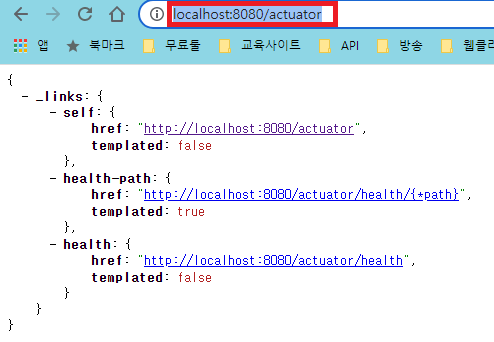 localhost:8080/actuator
앱 북마크 무료툴 교육사이트 API 방송 웹클리
{
- _links: {
- self: {
href: "http://localhost:8080/actuator",
templated: false
},
- health-path: {
href: "http://localhost:8080/actuator/health/{*path}",
templated: true
},
- health: {
href: "http://localhost:8080/actuator/health",
templated: false
}
}
}